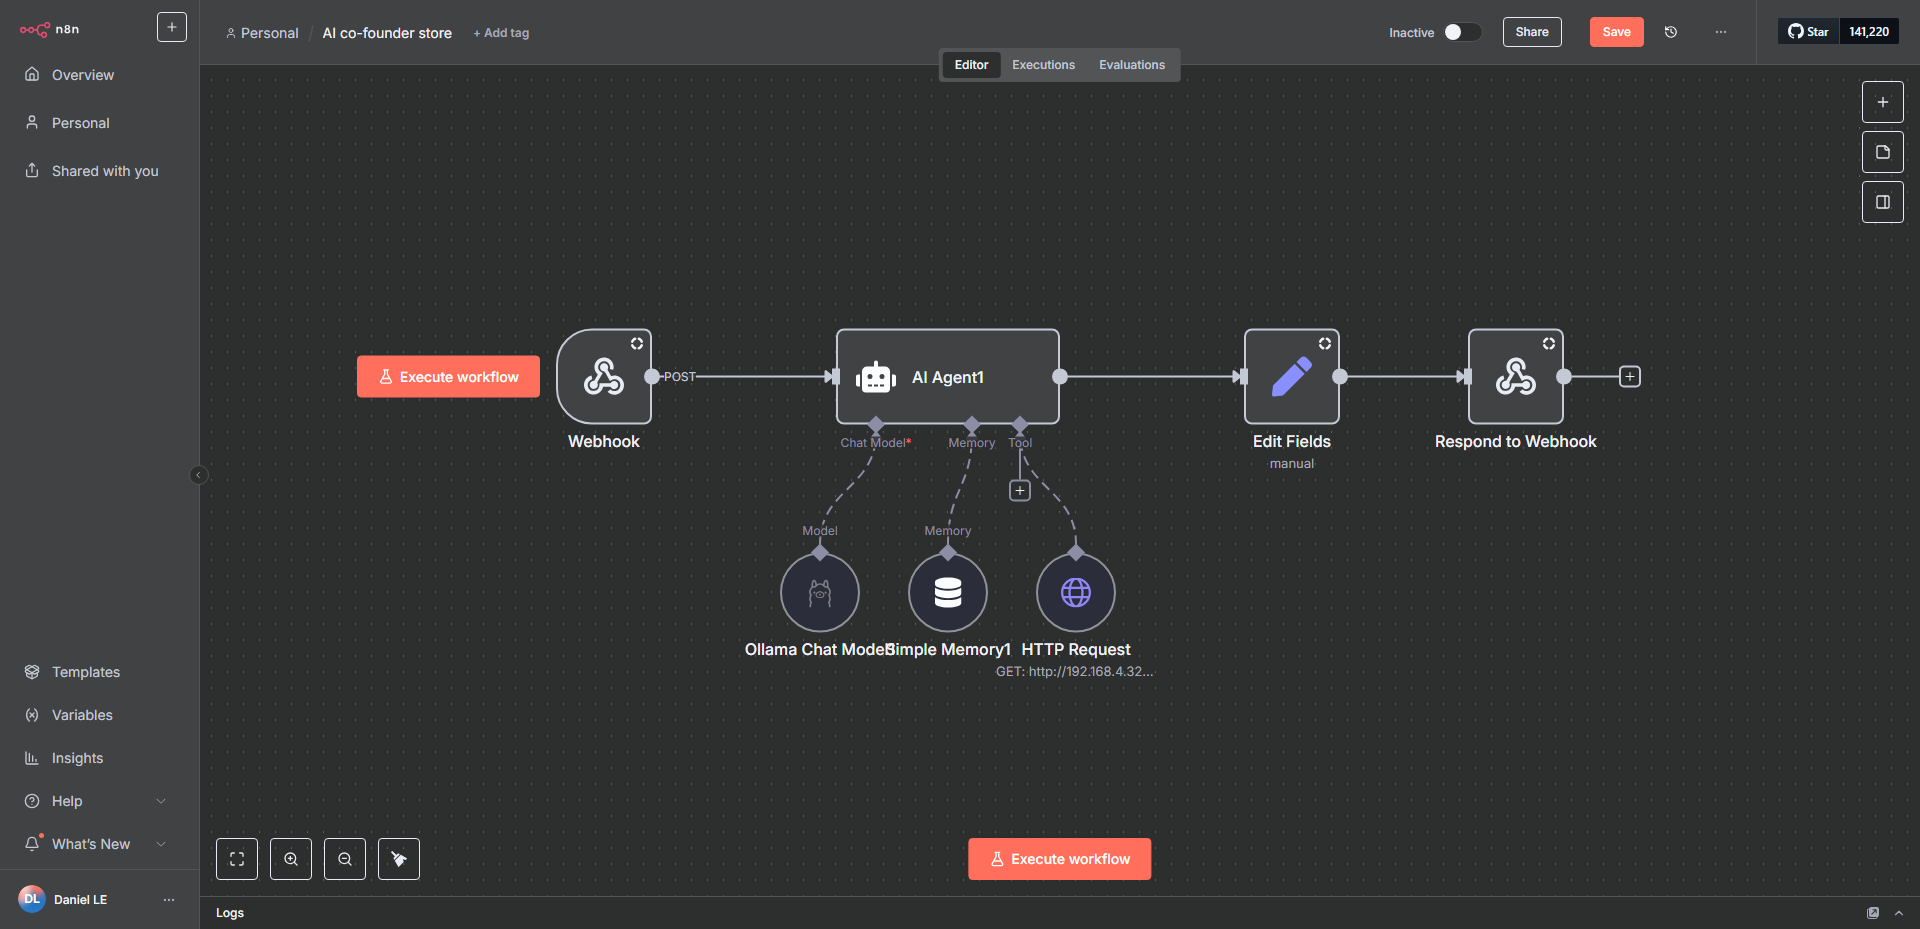 n8n
Personal / AI co-founder store + Add tag
Inactive
Share
Save
Star 141,220
Editor Executions Evaluations
Overview
Personal
Shared with you
Execute workflow
POST
AI Agent1
Webhook
Chat Model*
Memory
Tool
Edit Fields
manual
Respond to Webhook
Model
Memory
Ollama Chat Model
Simple Memory1
HTTP Request
GET: http://192.168.4.32...
Templates
Variables
Insights
Help
What's New
Execute workflow
DL Daniel LE
Logs